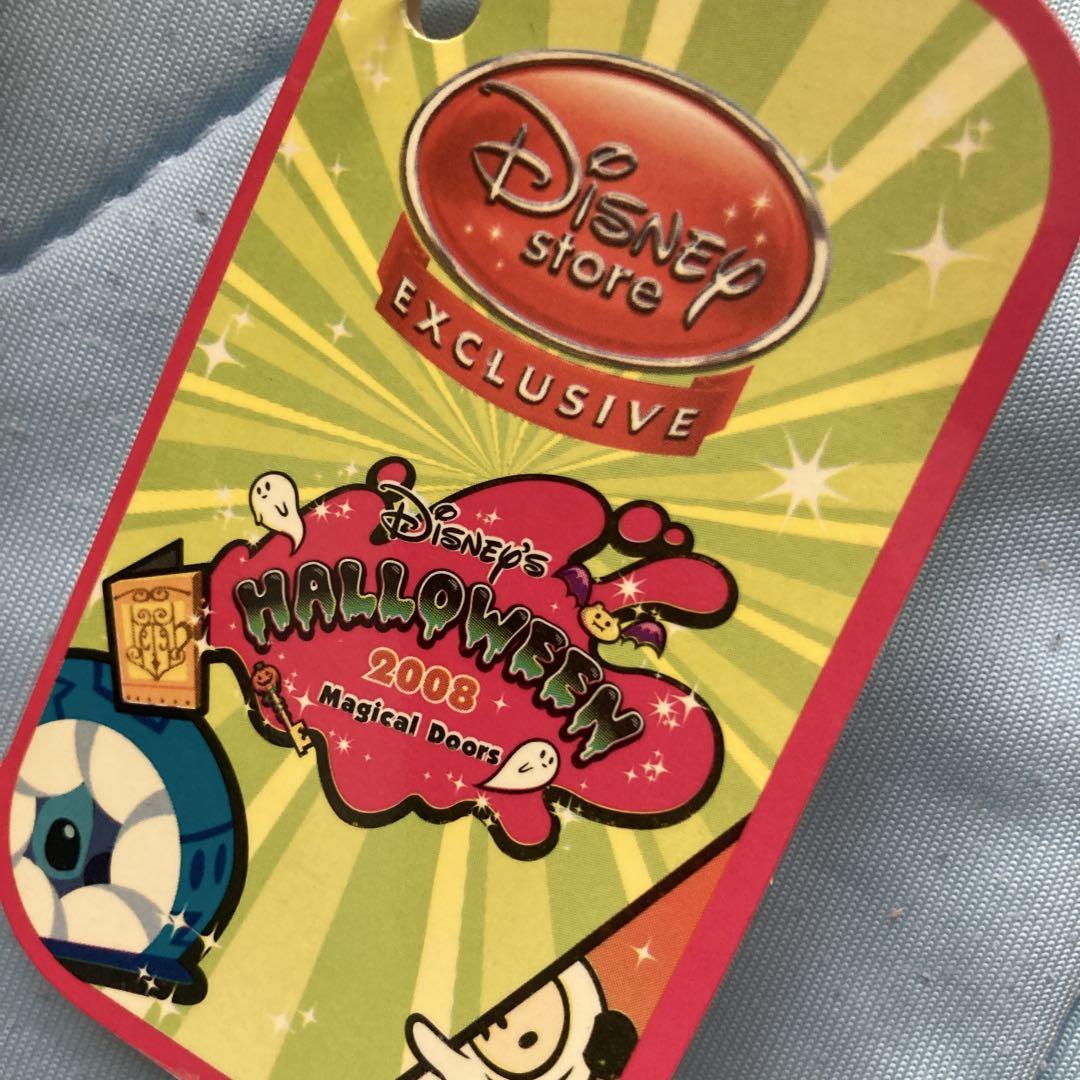 Disney
store
EXCLUSIVE
Disney's
HALLOWEEN
2008
Magical Doors